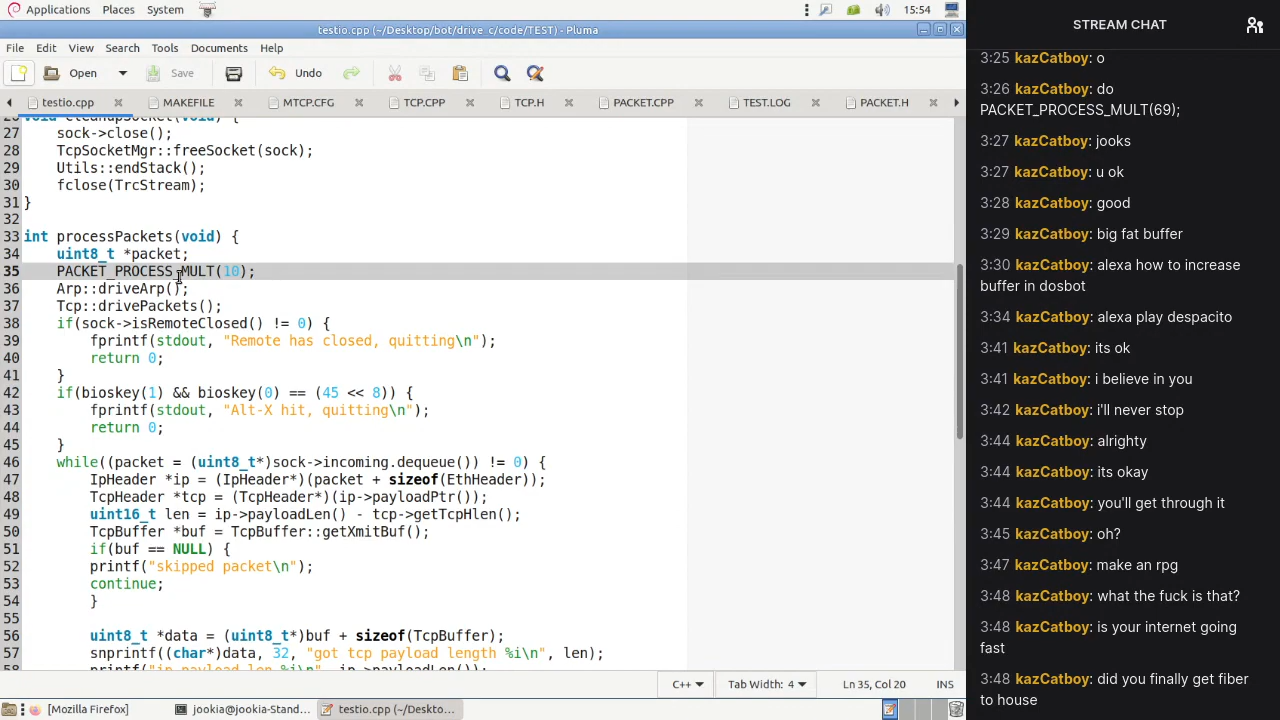 Applications Places System 15:54
testio.cpp (~/Desktop/bot/drive_c/code/TEST) - Pluma
File Edit View Search Tools Documents Help
Open Save Undo
testio.cpp MAKEFILE MTCP.CFG TCP.CPP TCP.H PACKET.CPP TEST.LOG PACKET.H
26 void cleanupSocket(void) {
27 sock->close();
28 TcpSocketMgr::freeSocket(sock);
29 Utils::endStack();
30 fclose(TrcStream);
31 }
32
33 int processPackets(void) {
34 uint8_t *packet;
35 PACKET_PROCESS_MULT(10);
36 Arp::driveArp();
37 Tcp::drivePackets();
38 if(sock->isRemoteClosed() != 0) {
39 fprintf(stdout, "Remote has closed, quitting\n");
40 return 0;
41 }
42 if(bioskey(1) && bioskey(0) == (45 << 8)) {
43 fprintf(stdout, "Alt-X hit, quitting\n");
44 return 0;
45 }
46 while((packet = (uint8_t*)sock->incoming.dequeue()) != 0) {
47 IpHeader *ip = (IpHeader*)(packet + sizeof(EthHeader));
48 TcpHeader *tcp = (TcpHeader*)(ip->payloadPtr());
49 uint16_t len = ip->payloadLen() - tcp->getTcpHlen();
50 TcpBuffer *buf = TcpBuffer::getXmitBuf();
51 if(buf == NULL) {
52 printf("skipped packet\n");
53 continue;
54 }
55
56 uint8_t *data = (uint8_t*)buf + sizeof(TcpBuffer);
57 snprintf((char*)data, 32, "got tcp payload length %i\n", len);
58 printf("ip payload len %i\n", ip->payloadLen());
C++ Tab Width: 4 Ln 35, Col 20 INS
[Mozilla Firefox] jookia@jookia-Stand... testio.cpp (~/Deskto...
STREAM CHAT
3:25 kazCatboy: o
3:26 kazCatboy: do
PACKET_PROCESS_MULT(69);
3:27 kazCatboy: jooks
3:27 kazCatboy: u ok
3:28 kazCatboy: good
3:29 kazCatboy: big fat buffer
3:30 kazCatboy: alexa how to increase
buffer in dosbot
3:34 kazCatboy: alexa play despacito
3:41 kazCatboy: its ok
3:41 kazCatboy: i believe in you
3:42 kazCatboy: i'll never stop
3:44 kazCatboy: alrighty
3:44 kazCatboy: its okay
3:44 kazCatboy: you'll get through it
3:45 kazCatboy: oh?
3:47 kazCatboy: make an rpg
3:48 kazCatboy: what the fuck is that?
3:48 kazCatboy: is your internet going
fast
3:48 kazCatboy: did you finally get fiber
to house